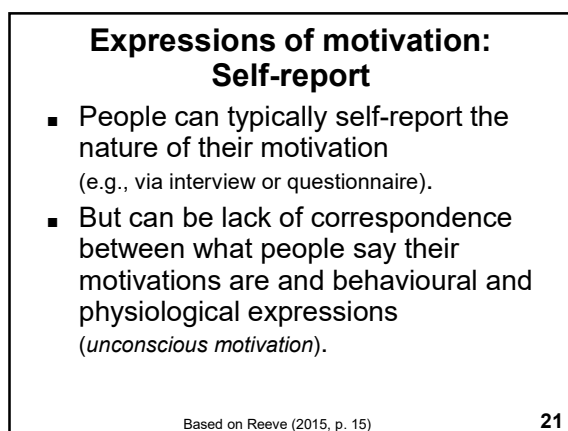 Expressions of motivation:
Self-report
▪ People can typically self-report the
nature of their motivation
(e.g., via interview or questionnaire).
▪ But can be lack of correspondence
between what people say their
motivations are and behavioural and
physiological expressions
(unconscious motivation).
Based on Reeve (2015, p. 15)
21